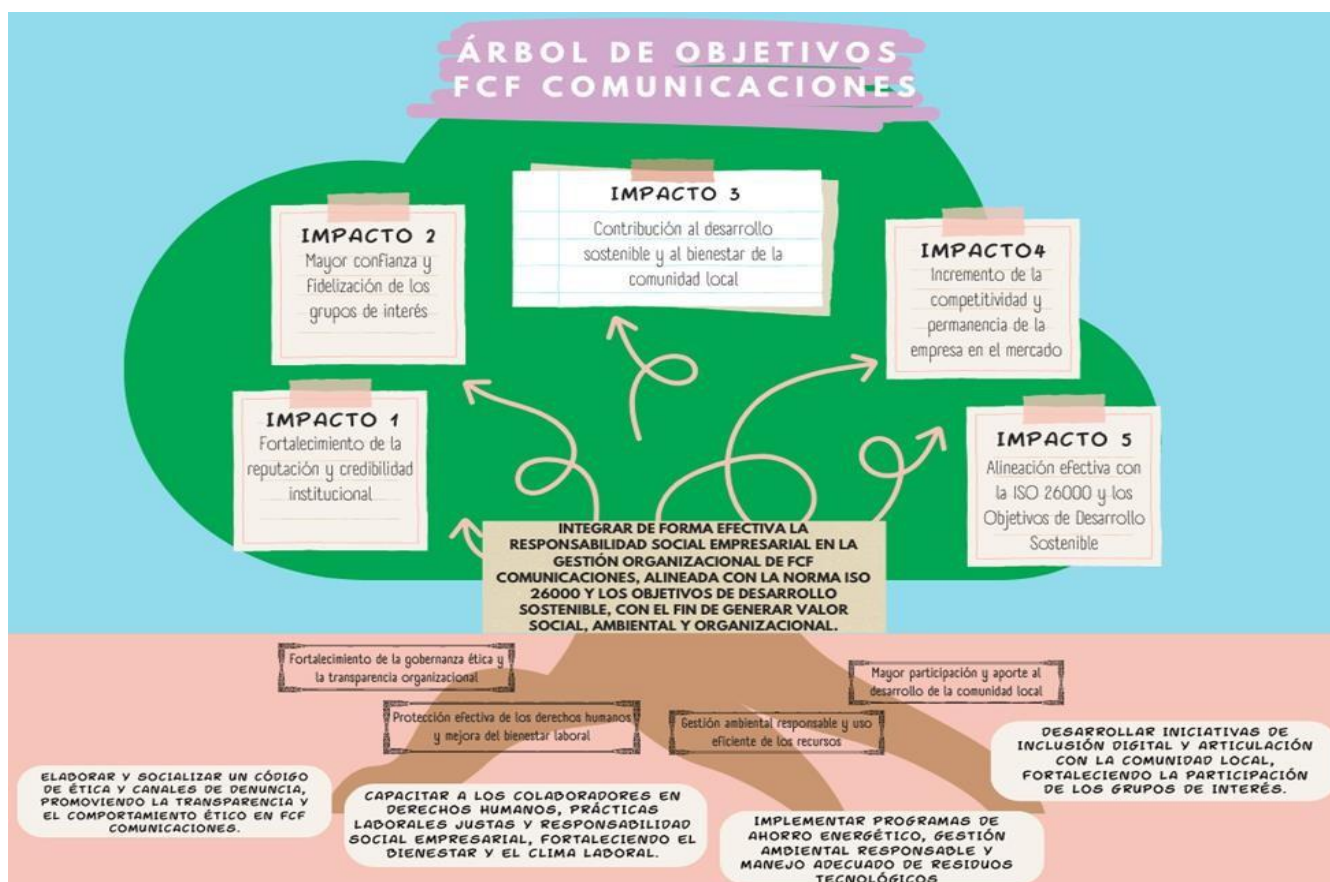 ÁRBOL DE OBJETIVOS
FCF COMUNICACIONES
IMPACTO 3
Contribución al desarrollo
sostenible y al bienestar de la
comunidad local
IMPACTO 2
Mayor confianza y
Fidelización de los
grupos de interés
IMPACTO4
Incremento de la
competitividad y
permanencia de la
empresa en el mercado
IMPACTO 1
Fortalecimiento de la
reputación y credibilidad
institucional
IMPACTO 5
Alineación efectiva con
la ISO 26000 y los
Objetivos de Desarrollo
Sostenible
INTEGRAR DE FORMA EFECTIVA LA
RESPONSABILIDAD SOCIAL EMPRESARIAL EN LA
GESTIÓN ORGANIZACIONAL DE FCF
COMUNICACIONES, ALINEADA CON LA NORMA ISO
26000 Y LOS OBJETIVOS DE DESARROLLO
SOSTENIBLE, CON EL FIN DE GENERAR VALOR
SOCIAL, AMBIENTAL Y ORGANIZACIONAL.
Fortalecimiento de la gobernanza ética y
la transparencia organizacional
Mayor participación y aporte al
desarrollo de la comunidad local
Protección efectiva de los derechos humanos
y mejora del bienestar laboral
Gestión ambiental responsable y uso
eficiente de los recursos
ELABORAR Y SOCIALIZAR UN CÓDIGO
DE ÉTICA Y CANALES DE DENUNCIA,
PROMOVIENDO LA TRANSPARENCIA Y
EL COMPORTAMIENTO ÉTICO EN FCF
COMUNICACIONES.
CAPACITAR A LOS COLABORADORES EN
DERECHOS HUMANOS, PRÁCTICAS
LABORALES JUSTAS Y RESPONSABILIDAD
SOCIAL EMPRESARIAL, FORTALECIENDO EL
BIENESTAR Y EL CLIMA LABORAL.
IMPLEMENTAR PROGRAMAS DE
AHORRO ENERGÉTICO, GESTIÓN
AMBIENTAL RESPONSABLE Y
MANEJO ADECUADO DE RESIDUOS
TECNOLÓGICOS
DESARROLLAR INICIATIVAS DE
INCLUSIÓN DIGITAL Y ARTICULACIÓN
CON LA COMUNIDAD LOCAL,
FORTALECIENDO LA PARTICIPACIÓN
DE LOS GRUPOS DE INTERÉS.